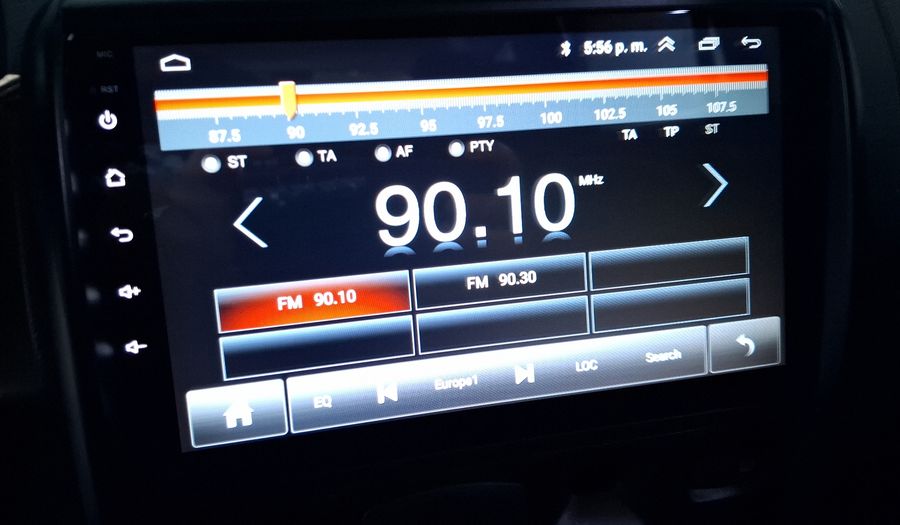 MIC
RST
5:56 p. m.
87.5 90 92.5 95 97.5 100 102.5 105 107.5
ST TA AF PTY TA TP ST
90.10 MHz
FM 90.10 FM 90.30
EQ Europe1 LOC Search